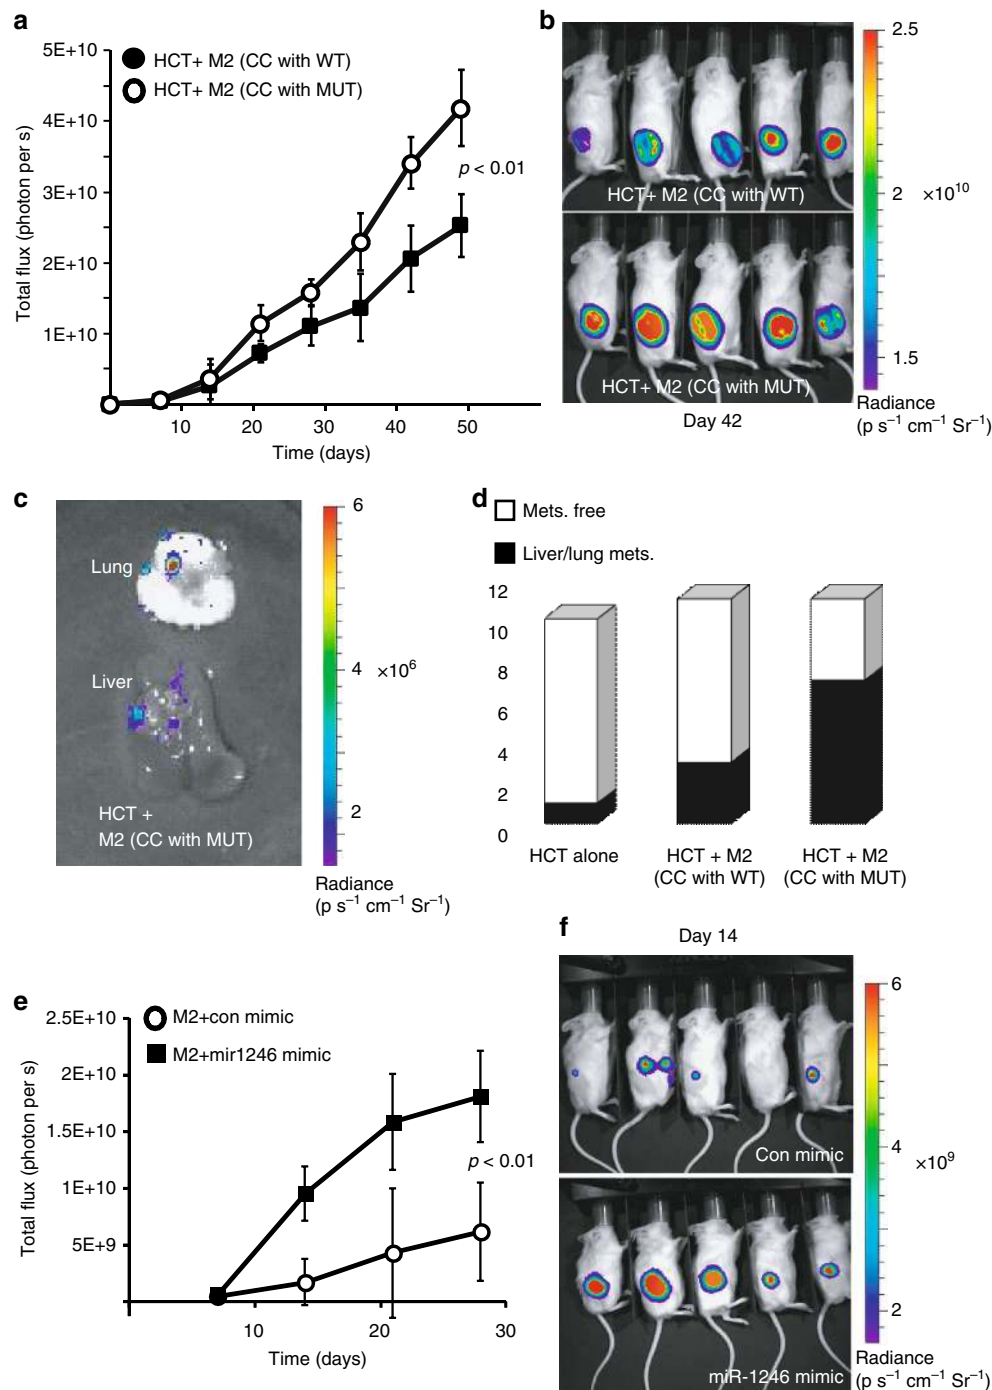 a
5E+10
4E+10
3E+10
2E+10
1E+10
HCT+ M2 (CC with WT)
HCT+ M2 (CC with MUT)
p < 0.01
Total flux (photon per s)
10
20
30
40
50
Time (days)
b
HCT+ M2 (CC with WT)
HCT+ M2 (CC with MUT)
Day 42
2.5
2
×10^10
1.5
Radiance
(p s^−1 cm^−1 Sr^−1)
c
Lung
Liver
HCT +
M2 (CC with MUT)
6
4
×10^6
2
Radiance
(p s^−1 cm^−1 Sr^−1)
d
Mets. free
Liver/lung mets.
12
10
8
6
4
2
0
HCT alone
HCT + M2
(CC with WT)
HCT + M2
(CC with MUT)
e
2.5E+10
2E+10
1.5E+10
1E+10
5E+9
M2+con mimic
M2+mir1246 mimic
p < 0.01
Total flux (photon per s)
10
20
30
Time (days)
f
Day 14
Con mimic
miR-1246 mimic
6
4
×10^9
2
Radiance
(p s^−1 cm^−1 Sr^−1)